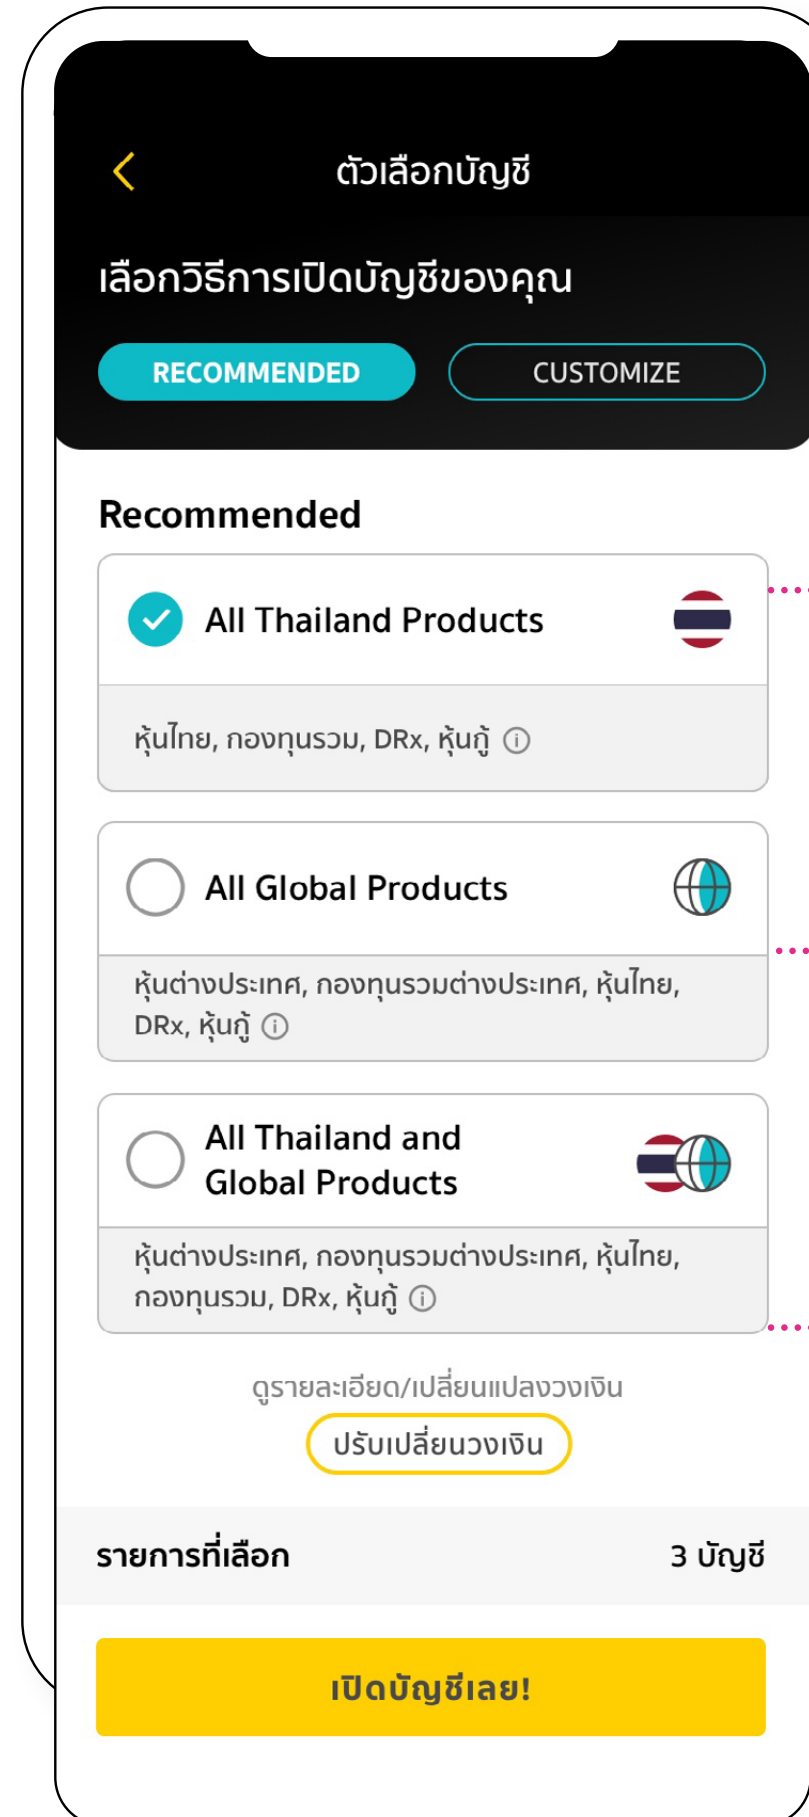 ตัวเลือกบัญชี
เลือกวิธีการเปิดบัญชีของคุณ
RECOMMENDED
CUSTOMIZE
Recommended
All Thailand Products
หุ้นไทย, กองทุนรวม, DRx, หุ้นกู้
All Global Products
หุ้นต่างประเทศ, กองทุนรวมต่างประเทศ, หุ้นไทย,
DRx, หุ้นกู้
All Thailand and
Global Products
หุ้นต่างประเทศ, กองทุนรวมต่างประเทศ, หุ้นไทย,
กองทุนรวม, DRx, หุ้นกู้
ดูรายละเอียด/เปลี่ยนแปลงวงเงิน
ปรับเปลี่ยนวงเงิน
รายการที่เลือก 3 บัญชี
เปิดบัญชีเลย!